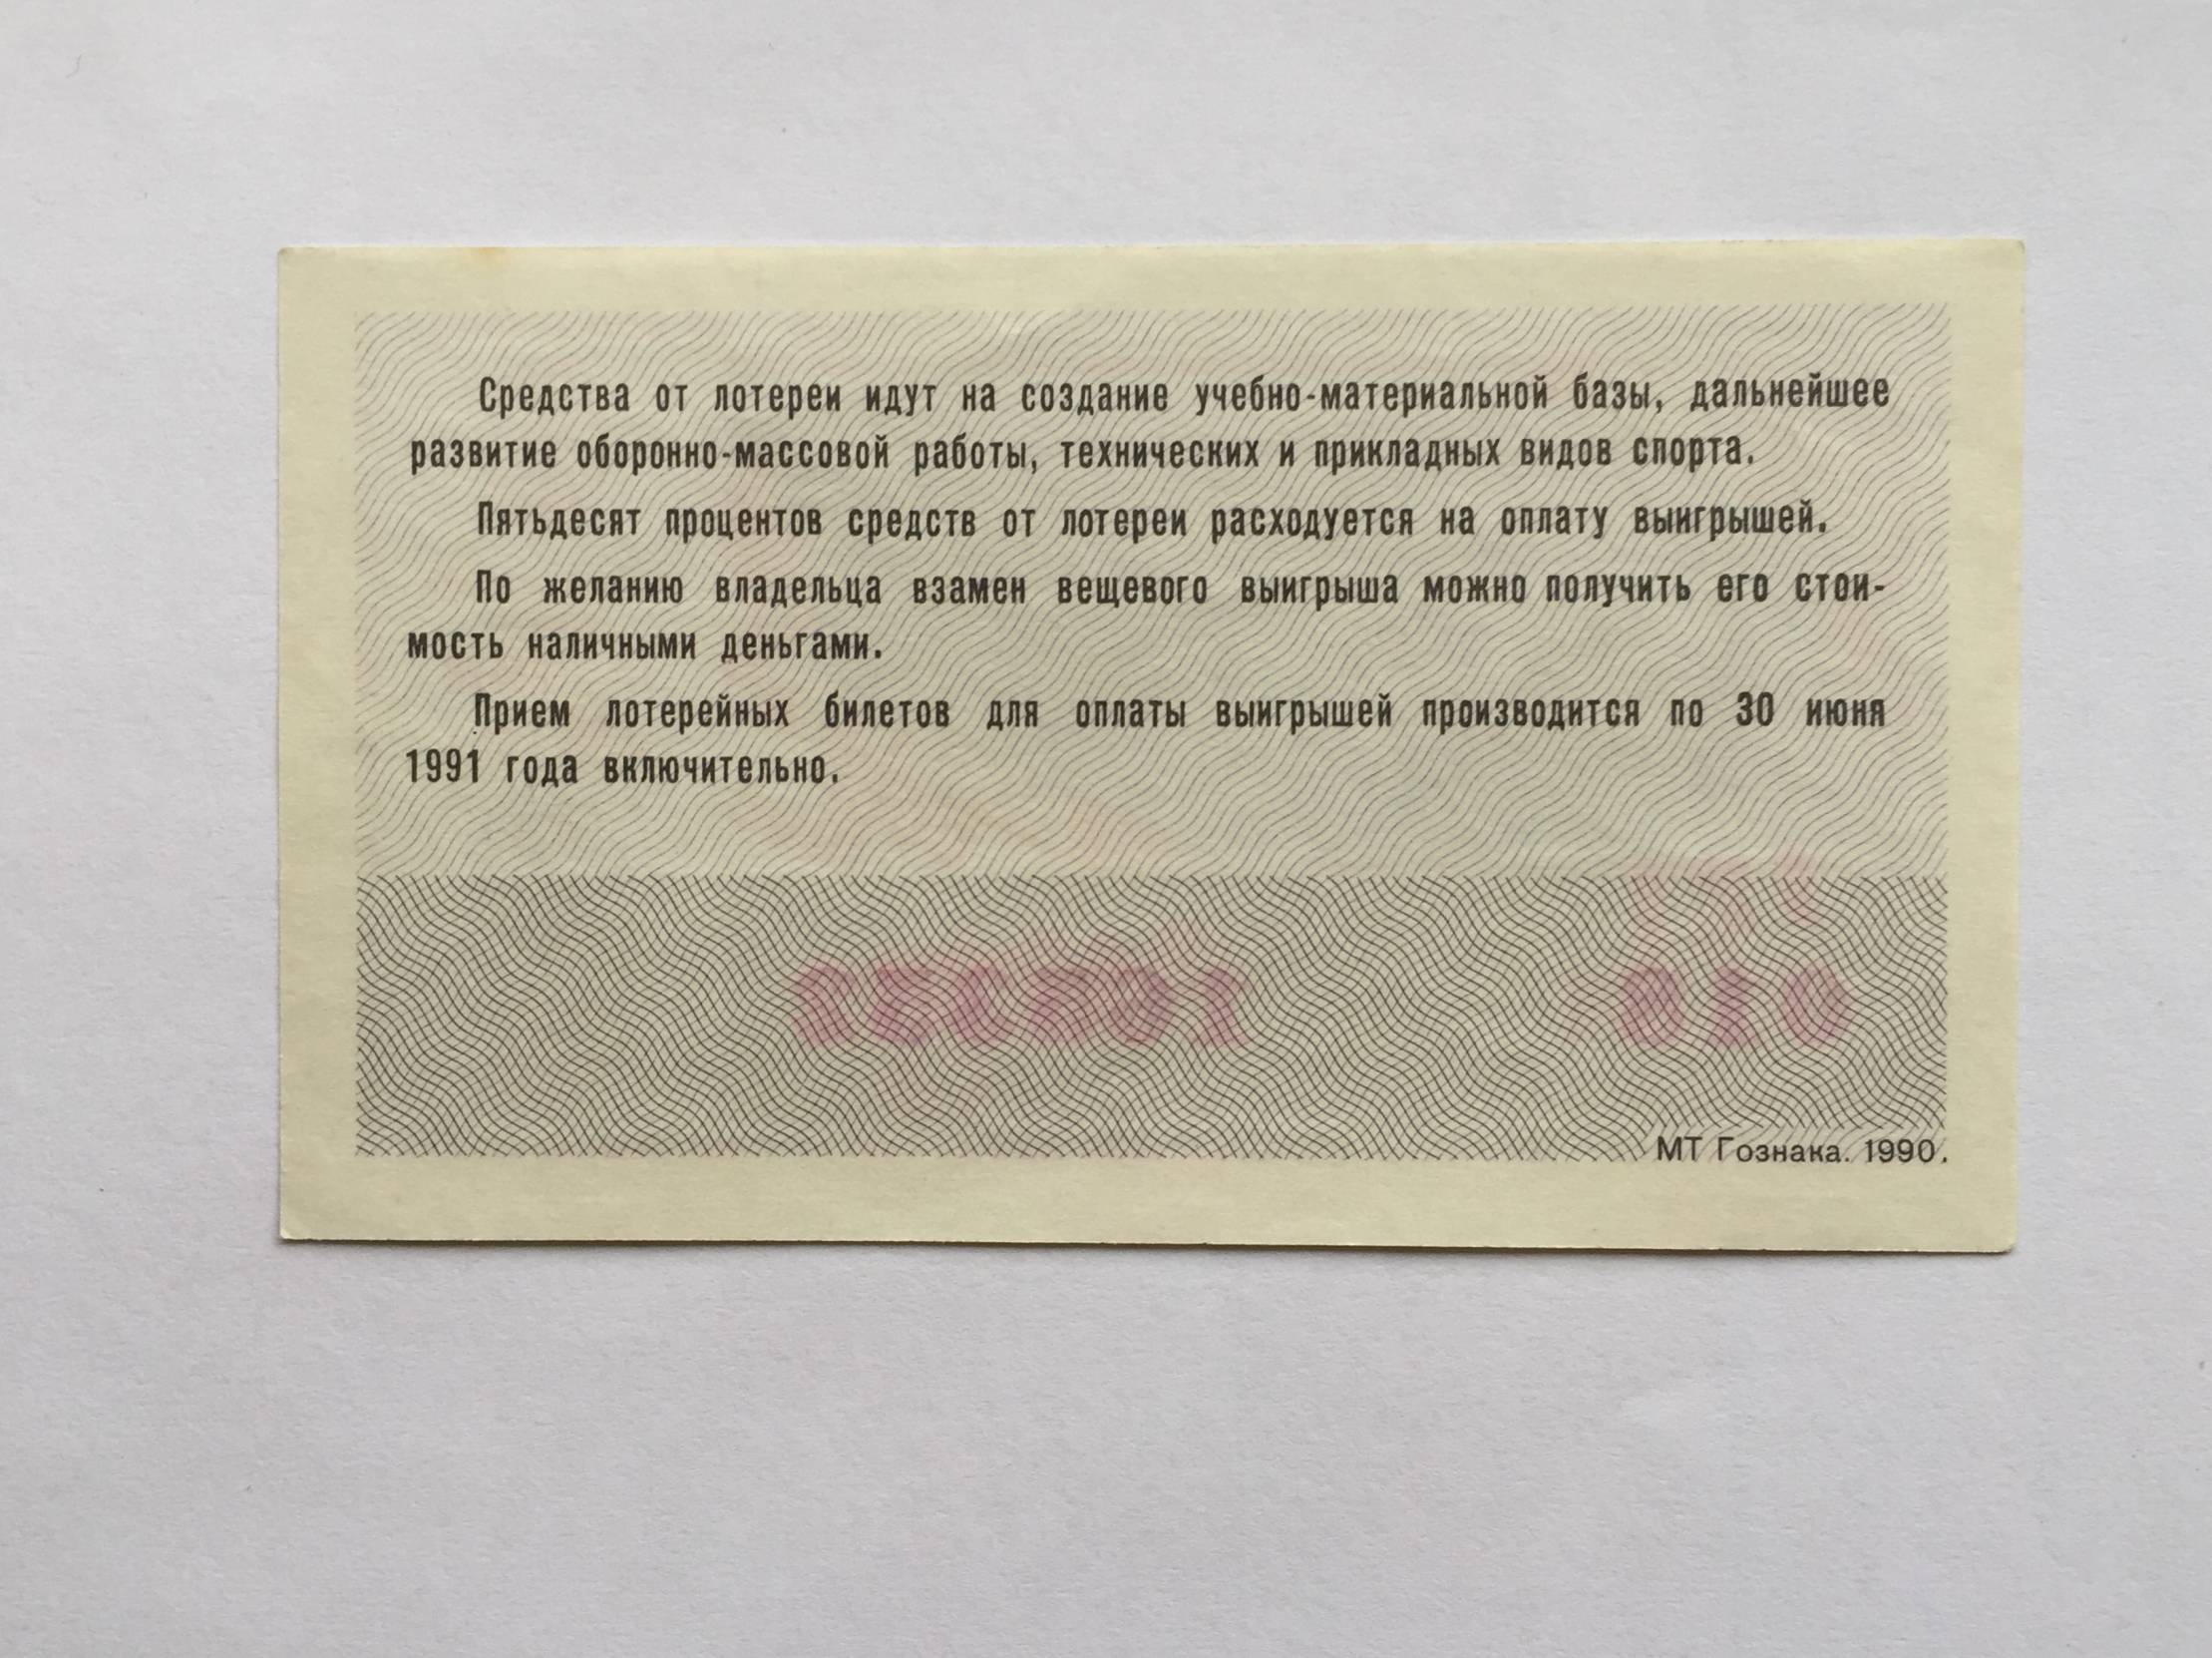 Средства от лотереи идут на создание учебно-материальной базы, дальнейшее
развитие оборонно-массовой работы, технических и прикладных видов спорта.
Пятьдесят процентов средств от лотереи расходуется на оплату выигрышей.
По желанию владельца взамен вещевого выигрыша можно получить его стои-
мость наличными деньгами.
Прием лотерейных билетов для оплаты выигрышей производится по 30 июня
1991 года включительно.
МТ Гознака. 1990.